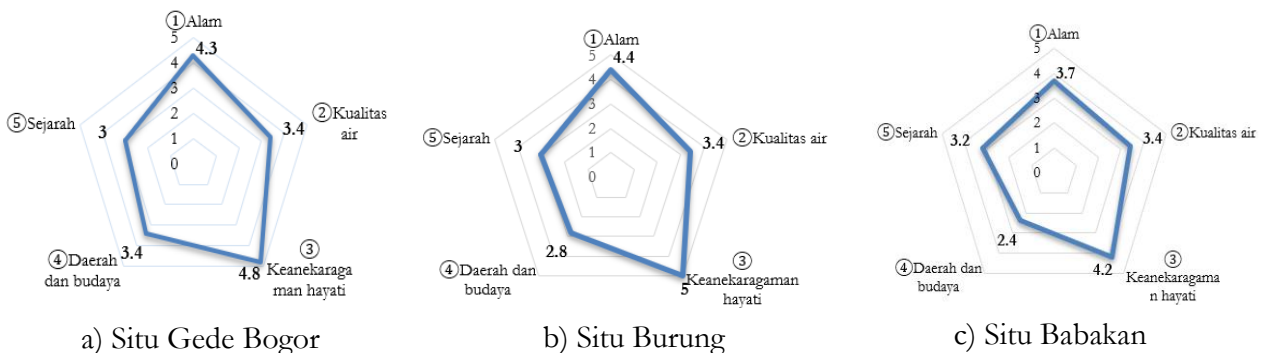 ①Alam
5
4.3
4
3
2
1
0
②Kualitas
air
3.4
③
Keanekaraga
man hayati
4.8
④Daerah
dan budaya
3.4
⑤Sejarah
3
a) Situ Gede Bogor
①Alam
5
4.4
4
3
2
1
0
②Kualitas air
3.4
③
Keanekaragaman
hayati
5
④Daerah dan
budaya
2.8
⑤Sejarah
3
b) Situ Burung
①Alam
5
4
3.7
3
2
1
0
②Kualitas air
3.4
③
Keanekaragama
n hayati
4.2
④Daerah dan
budaya
2.4
⑤Sejarah
3.2
c) Situ Babakan